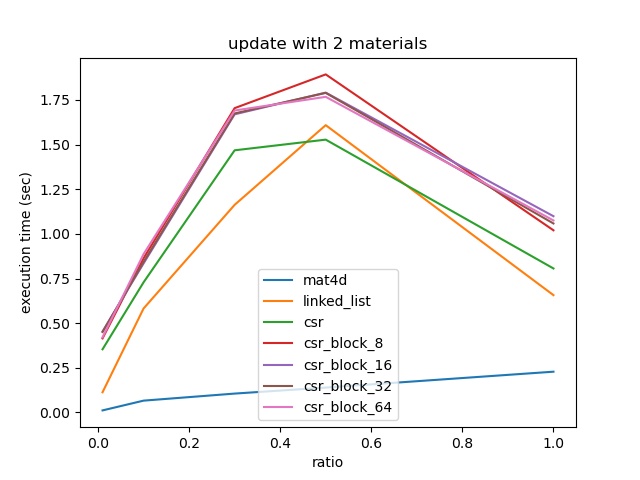 update with 2 materials
execution time (sec)
1.75
1.50
1.25
1.00
0.75
0.50
0.25
0.00
mat4d
linked_list
csr
csr_block_8
csr_block_16
csr_block_32
csr_block_64
0.0 0.2 0.4 0.6 0.8 1.0
ratio